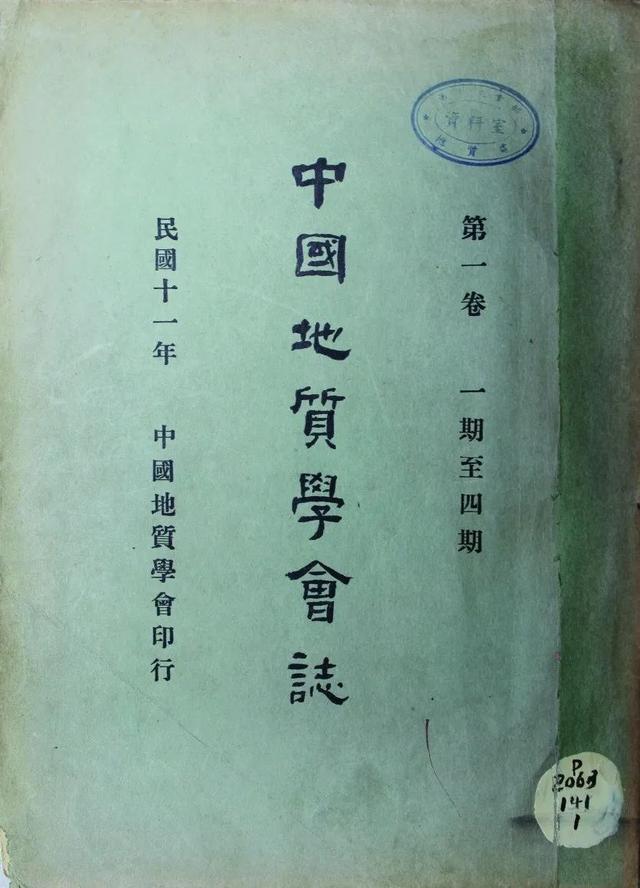 資料室
第一卷 一期至四期
中國地質學會誌
民國十一年 中國地質學會印行
P
2063
141
1